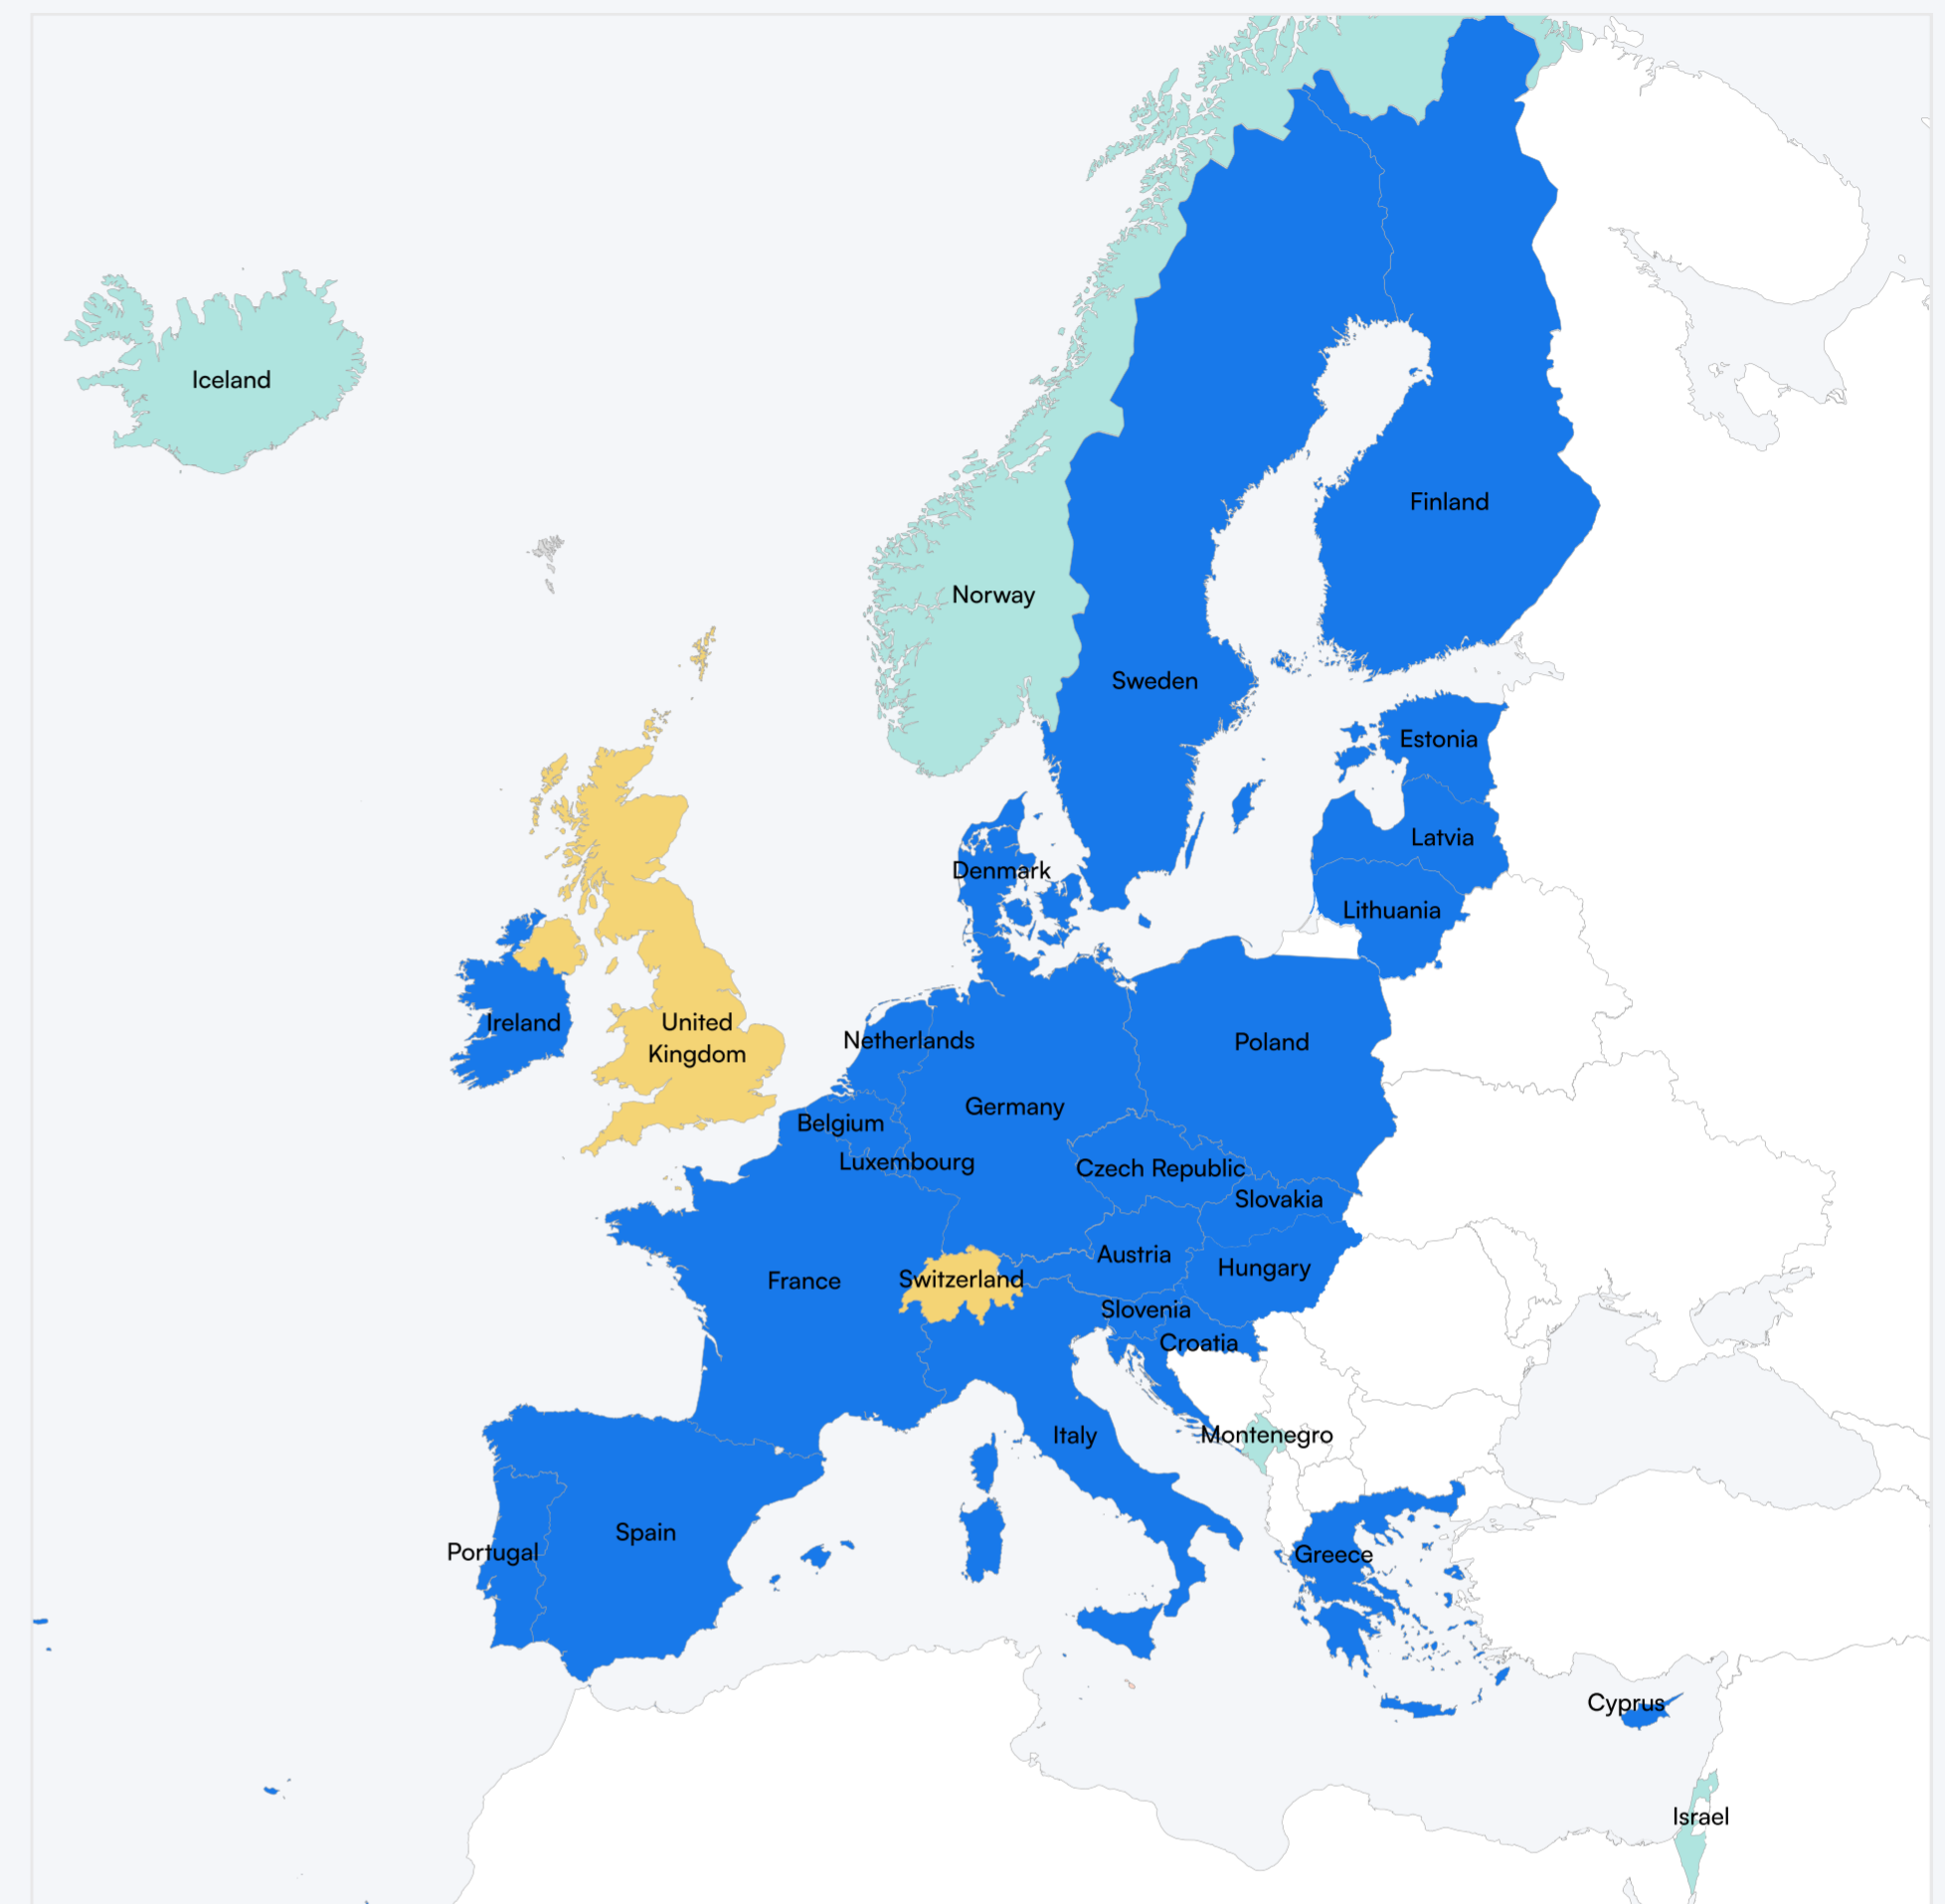 Iceland
Finland
Norway
Sweden
Estonia
Latvia
Denmark
Lithuania
Ireland
United
Kingdom
Netherlands
Poland
Germany
Belgium
Luxembourg
Czech Republic
Slovakia
Austria
Hungary
France
Switzerland
Slovenia
Croatia
Italy
Montenegro
Spain
Portugal
Greece
Cyprus
Israel